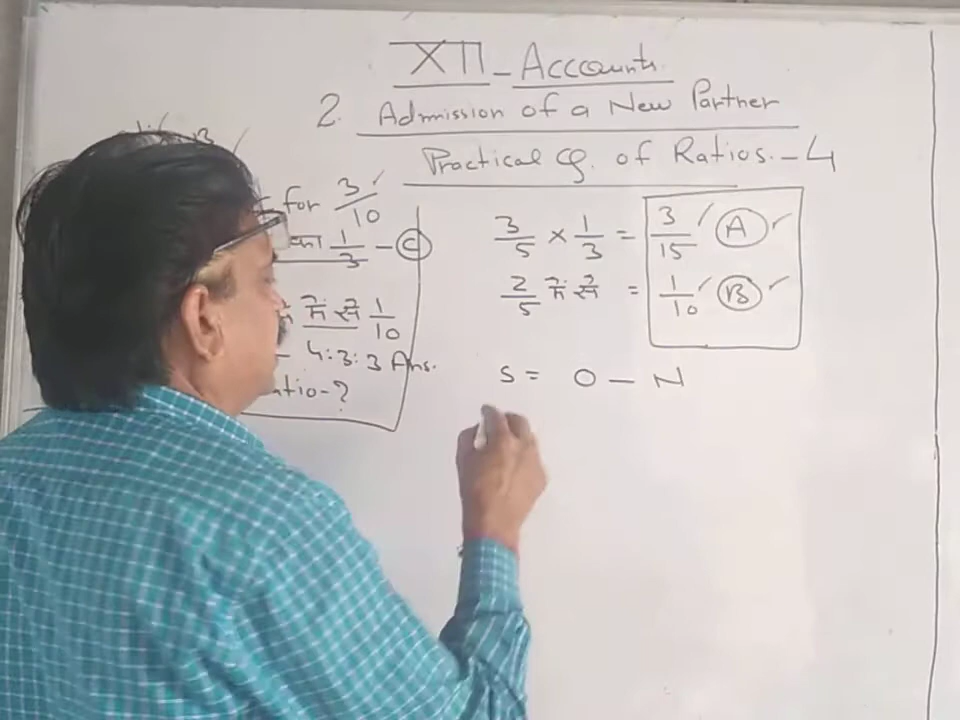 XII - Accounts
2. Admission of a New Partner
Practical Q. of Ratios. - 4
for 3/10
का 1/3 - C
में से 1/10
4:3:3 Ans.
Ratio - ?
3/5 × 1/3 = 3/15 A
2/5 में से = 1/10 B
S = O - N